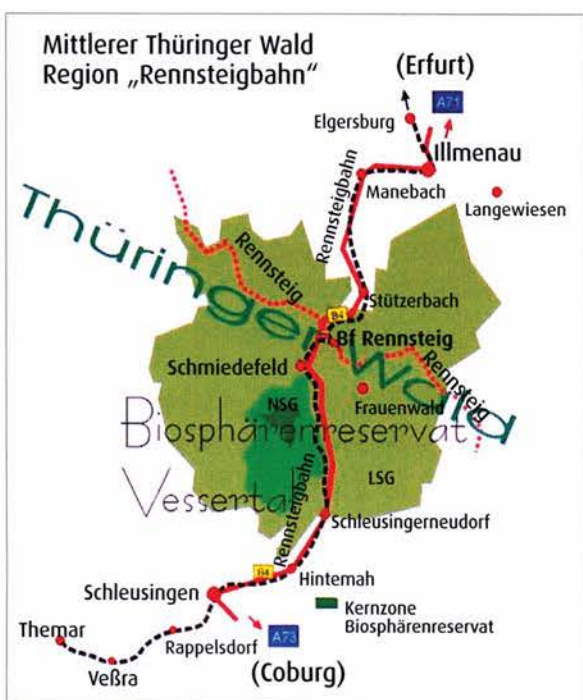 Mittlerer Thüringer Wald
Region „Rennsteigbahn“
(Erfurt)
A71
Elgersburg
Illmenau
Manebach
Langewiesen
Rennsteigbahn
Thüringer Wald
Rennsteig
Stützerbach
B4
Bf Rennsteig
Rennsteig
Schmiedefeld
Frauenwald
NSG
Biosphärenreservat
Vessertal
LSG
Rennsteigbahn
Schleusingerneudorf
B4
Hinternah
Schleusingen
Kernzone
Biosphärenreservat
Themar
Rappelsdorf
A73
Veßra
(Coburg)